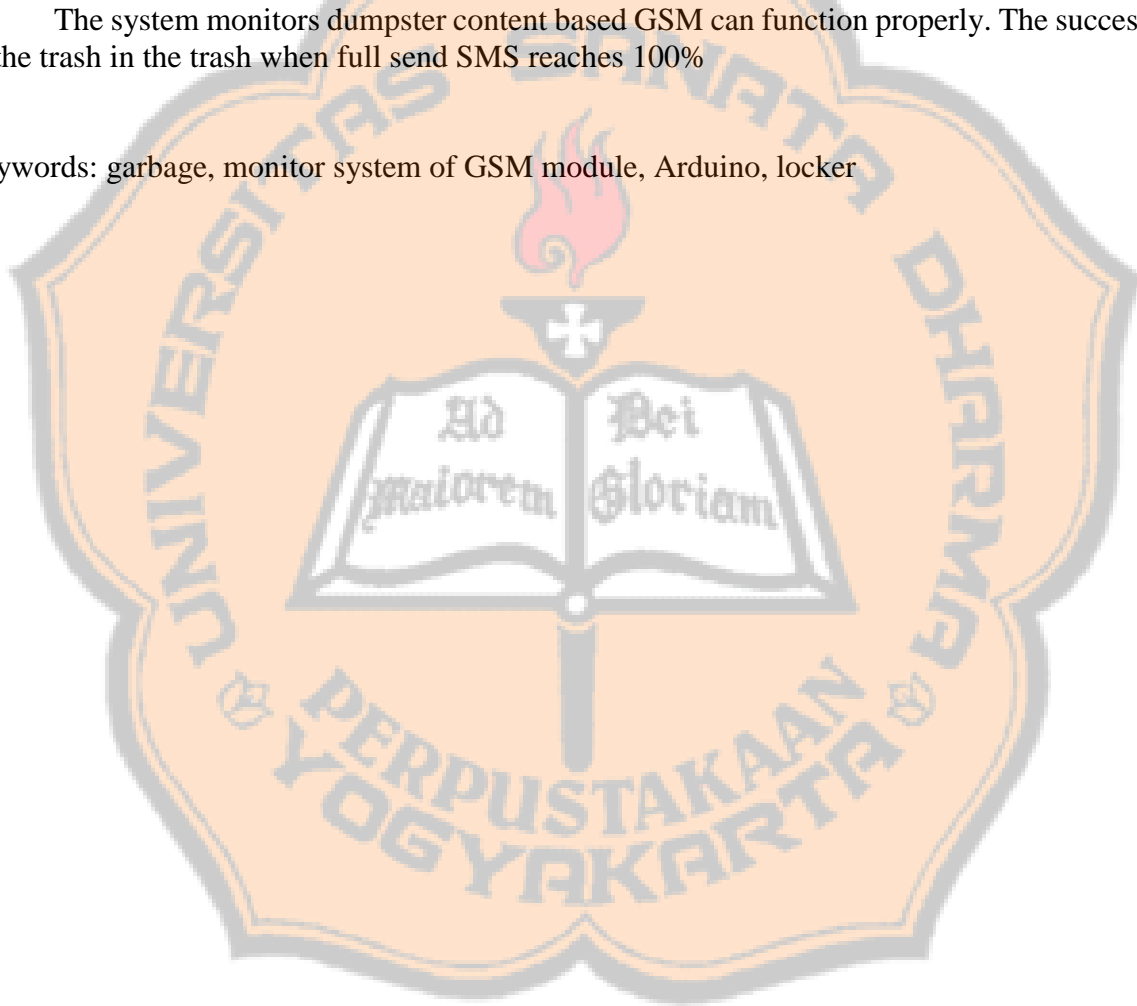 The system monitors dumpster content based GSM can function properly. The succes
the trash in the trash when full send SMS reaches 100%
ywords: garbage, monitor system of GSM module, Arduino, locker
UNIVERSITAS SANATA DHARMA
Ad Dei
maiorem Gloriam
PERPUSTAKAAN
YOGYAKARTA